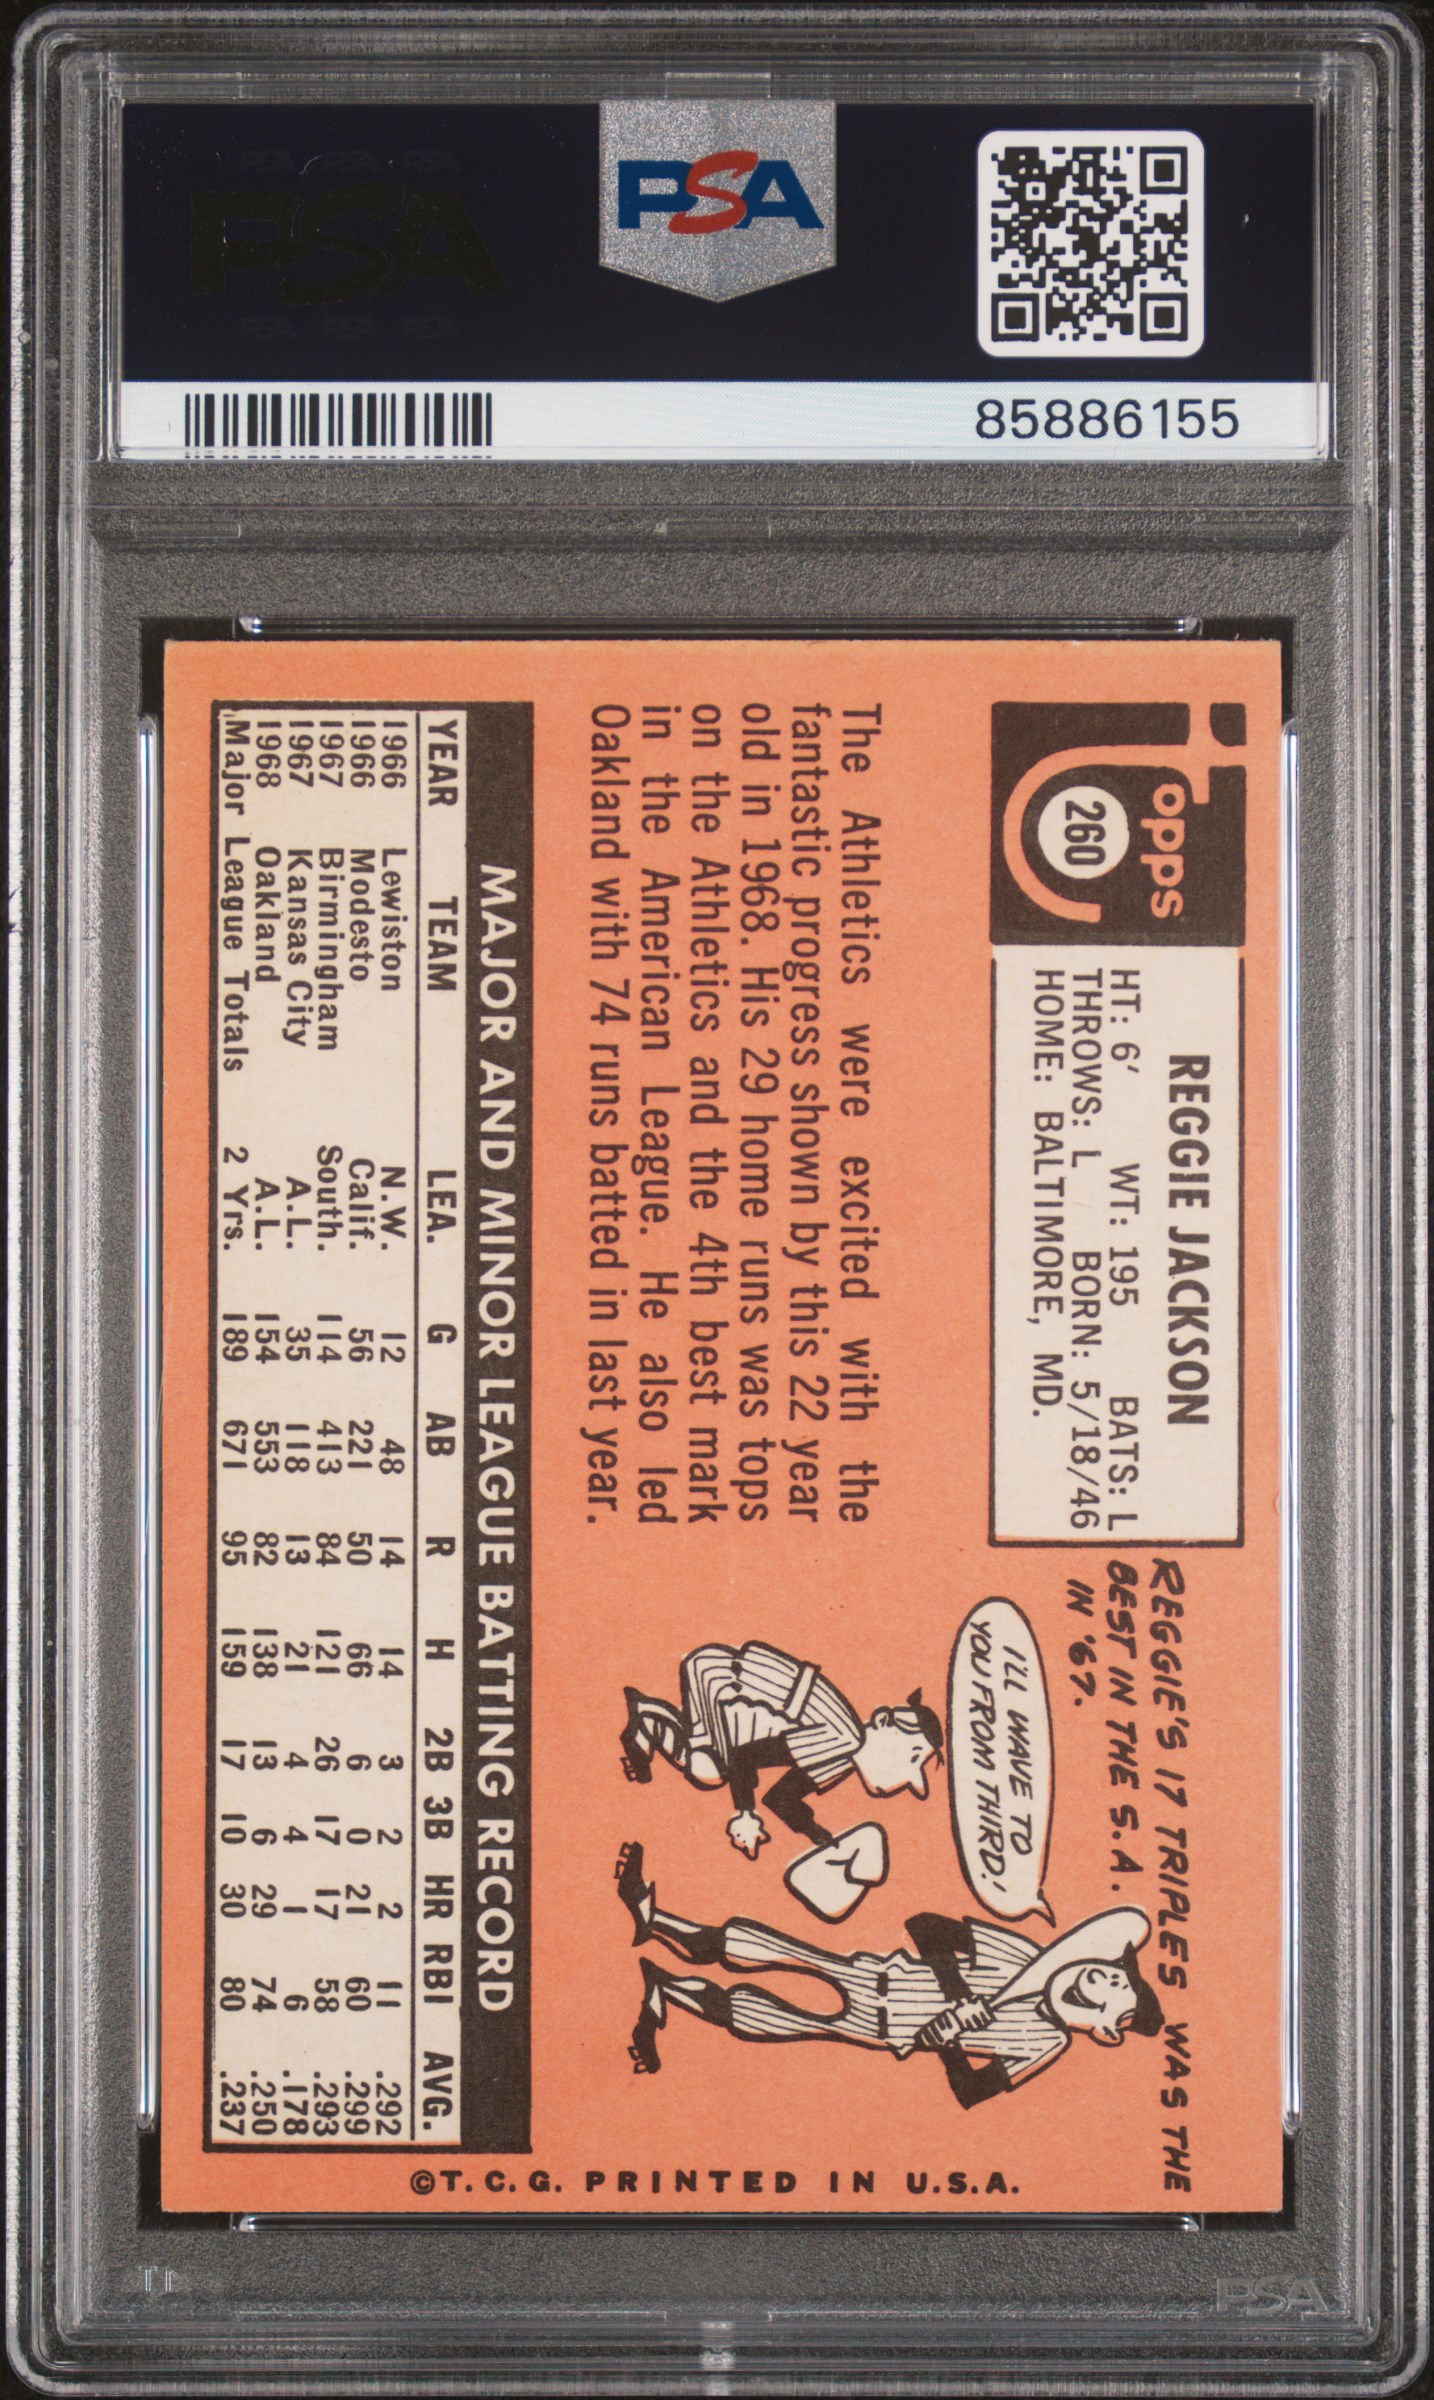 PSA
PSA PSA PSA
PSA
PSA PSA PSA
85886155
Topps
260
REGGIE JACKSON
HT: 6' WT: 195 BATS: L
THROWS: L BORN: 5/18/46
HOME: BALTIMORE, MD.
The Athletics were excited with the
fantastic progress shown by this 22 year
old in 1968. His 29 home runs was tops
on the Athletics and the 4th best mark
in the American League. He also led
Oakland with 74 runs batted in last year.
REGGIE'S 17 TRIPLES WAS THE
BEST IN THE S.A.
IN '67.
I'LL WAVE TO
YOU FROM THIRD!
MAJOR AND MINOR LEAGUE BATTING RECORD
YEAR TEAM LEA. G AB R H 2B 3B HR RBI AVG.
1966 Lewiston N.W. 12 48 14 14 3 2 2 11 .292
1966 Modesto Calif. 56 221 50 66 6 0 21 60 .299
1967 Birmingham South. 114 413 84 121 26 17 17 58 .293
1967 Kansas City A.L. 35 118 13 21 4 4 1 6 .178
1968 Oakland A.L. 154 553 82 138 13 6 29 74 .250
Major League Totals 2 Yrs. 189 671 95 159 17 10 30 80 .237
©T.C.G. PRINTED IN U.S.A.
PSA